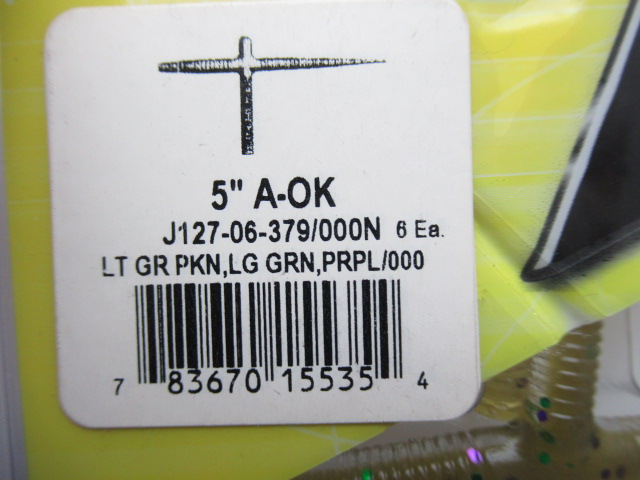 5" A-OK
J127-06-379/000N 6 Ea.
LT GR PKN,LG GRN,PRPL/000
7 83670 15535 4